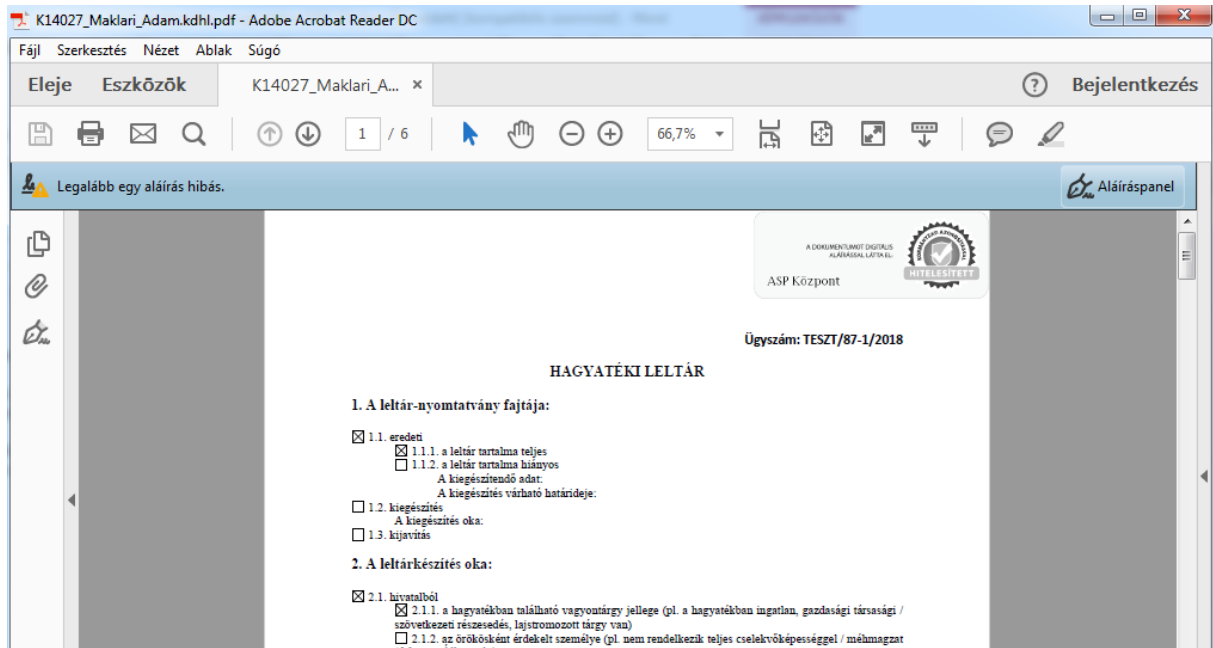 K14027_Maklari_Adam.kdhl.pdf - Adobe Acrobat Reader DC
Fájl Szerkesztés Nézet Ablak Súgó
Eleje Eszközök K14027_Maklari_A... × Bejelentkezés
1 / 6 66,7%
Legalább egy aláírás hibás. Aláíráspanel
A DOKUMENTUMOT DIGITÁLIS
ALÁÍRÁSSAL LÁTTA EL:
HITELESÍTETT
ASP Központ
Ügyszám: TESZT/87-1/2018
HAGYATÉKI LELTÁR
1. A leltár-nyomtatvány fajtája:
1.1. eredeti
1.1.1. a leltár tartalma teljes
1.1.2. a leltár tartalma hiányos
A kiegészítendő adat:
A kiegészítés várható határideje:
1.2. kiegészítés
A kiegészítés oka:
1.3. kijavítás
2. A leltárkészítés oka:
2.1. hivatalból
2.1.1. a hagyatékban található vagyontárgy jellege (pl. a hagyatékban ingatlan, gazdasági társasági /
szövetkezeti részesedés, lajstromozott tárgy van)
2.1.2. az örökösként érdekelt személye (pl. nem rendelkezik teljes cselekvőképességgel / méhmagzat